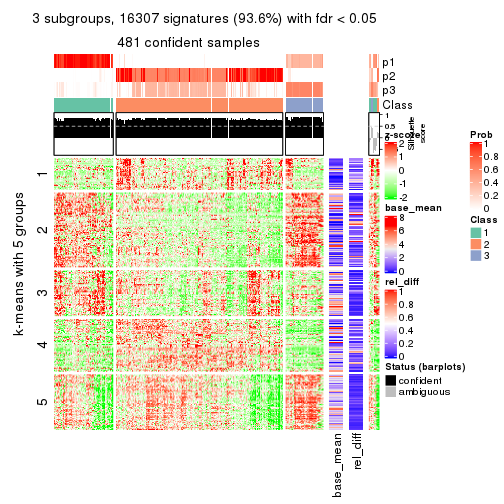 3 subgroups, 16307 signatures (93.6%) with fdr < 0.05
481 confident samples
p1
p2
p3
Class
1
0.5
0
Silhouette
score
k-means with 5 groups
1
2
3
4
5
base_mean
rel_diff
z-score
2
1
0
-1
-2
base_mean
8
6
4
2
0
rel_diff
1
0.8
0.6
0.4
0.2
0
Status (barplots)
confident
ambiguous
Prob
1
0.8
0.6
0.4
0.2
0
Class
1
2
3